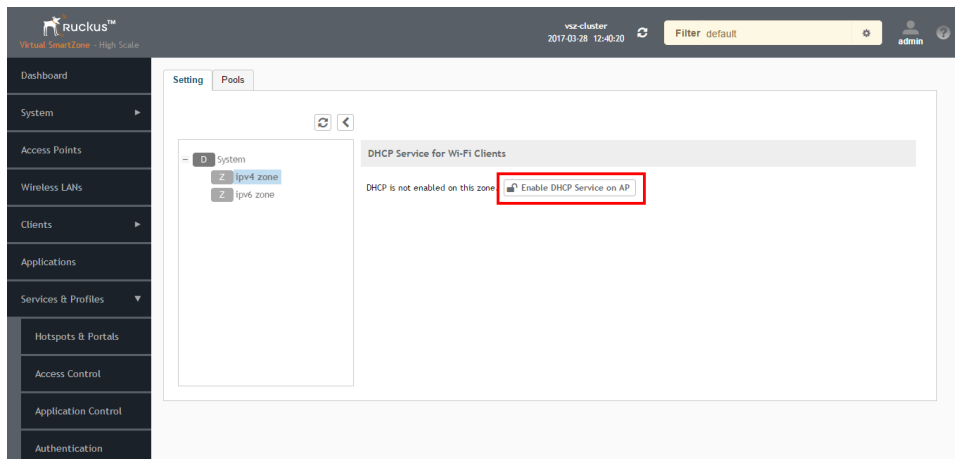 Ruckus™
Virtual SmartZone - High Scale
vsz-cluster
2017-03-28 12:40:20
Filter default
admin
?
Dashboard
System
Access Points
Wireless LANs
Clients
Applications
Services & Profiles
Hotspots & Portals
Access Control
Application Control
Authentication
Setting Pools
D System
Z ipv4 zone
Z ipv6 zone
DHCP Service for Wi-Fi Clients
DHCP is not enabled on this zone. Enable DHCP Service on AP